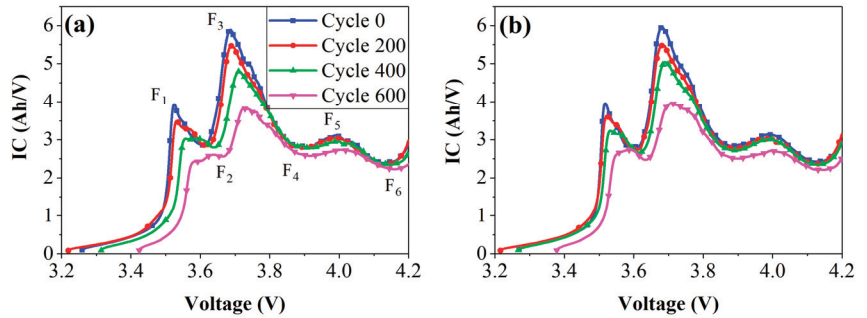 (a)
F1
F2
F3
F4
F5
F6
Cycle 0
Cycle 200
Cycle 400
Cycle 600
IC (Ah/V)
6
5
4
3
2
1
0
3.2 3.4 3.6 3.8 4.0 4.2
Voltage (V)
(b)
IC (Ah/V)
6
5
4
3
2
1
0
3.2 3.4 3.6 3.8 4.0 4.2
Voltage (V)